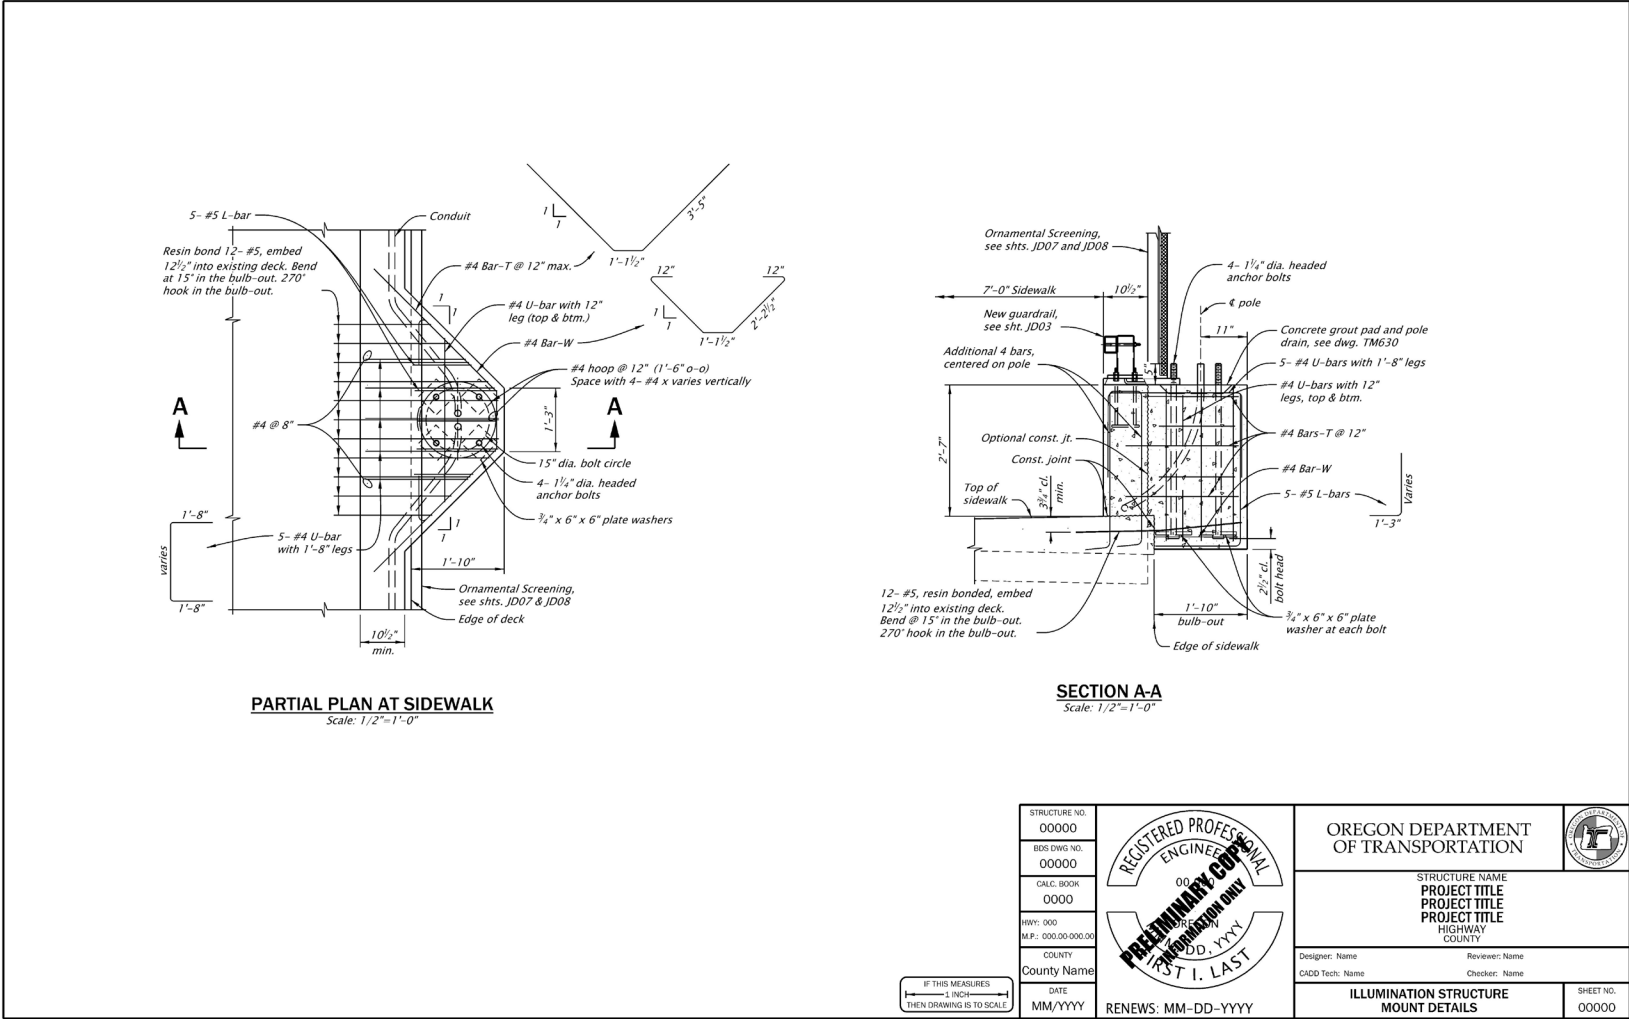 5- #5 L-bar
Conduit
Resin bond 12- #5, embed
12½" into existing deck. Bend
at 15° in the bulb-out. 270°
hook in the bulb-out.
#4 Bar-T @ 12" max.
1
1
1'-1½"
3'-5"
12"
12"
1
1
1'-1½"
2'-2½"
1
1
#4 U-bar with 12"
leg (top & btm.)
#4 Bar-W
#4 hoop @ 12" (1'-6" o-o)
Space with 4- #4 x varies vertically
A
A
#4 @ 8"
1'-3"
15" dia. bolt circle
4- 1¼" dia. headed
anchor bolts
¾" x 6" x 6" plate washers
1
1
1'-8"
varies
1'-8"
5- #4 U-bar
with 1'-8" legs
1'-10"
Ornamental Screening,
see shts. JD07 & JD08
Edge of deck
10½"
min.
PARTIAL PLAN AT SIDEWALK
Scale: 1/2"=1'-0"
Ornamental Screening,
see shts. JD07 and JD08
4- 1¼" dia. headed
anchor bolts
7'-0" Sidewalk
10½"
℄ pole
New guardrail,
see sht. JD03
11"
Concrete grout pad and pole
drain, see dwg. TM630
Additional 4 bars,
centered on pole
5"
5- #4 U-bars with 1'-8" legs
#4 U-bars with 12"
legs, top & btm.
2'-7"
Optional const. jt.
#4 Bars-T @ 12"
Const. joint
#4 Bar-W
Top of
sidewalk
3¾" cl.
min.
5- #5 L-bars
Varies
1'-3"
2½" cl.
bolt head
12- #5, resin bonded, embed
12½" into existing deck.
Bend @ 15° in the bulb-out.
270° hook in the bulb-out.
1'-10"
bulb-out
¾" x 6" x 6" plate
washer at each bolt
Edge of sidewalk
SECTION A-A
Scale: 1/2"=1'-0"
IF THIS MEASURES
1 INCH
THEN DRAWING IS TO SCALE
STRUCTURE NO.
00000
BDS DWG NO.
00000
CALC. BOOK
0000
HWY: 000
M.P.: 000.00-000.00
COUNTY
County Name
DATE
MM/YYYY
REGISTERED PROFESSIONAL
PRELIMINARY COPY
INFORMATION ONLY
LAST
RENEWS: MM-DD-YYYY
OREGON DEPARTMENT
OF TRANSPORTATION
OREGON DEPARTMENT OF
TRANSPORTATION
STRUCTURE NAME
PROJECT TITLE
PROJECT TITLE
PROJECT TITLE
HIGHWAY
COUNTY
Designer: Name
Reviewer: Name
CADD Tech: Name
Checker: Name
ILLUMINATION STRUCTURE
MOUNT DETAILS
SHEET NO.
00000